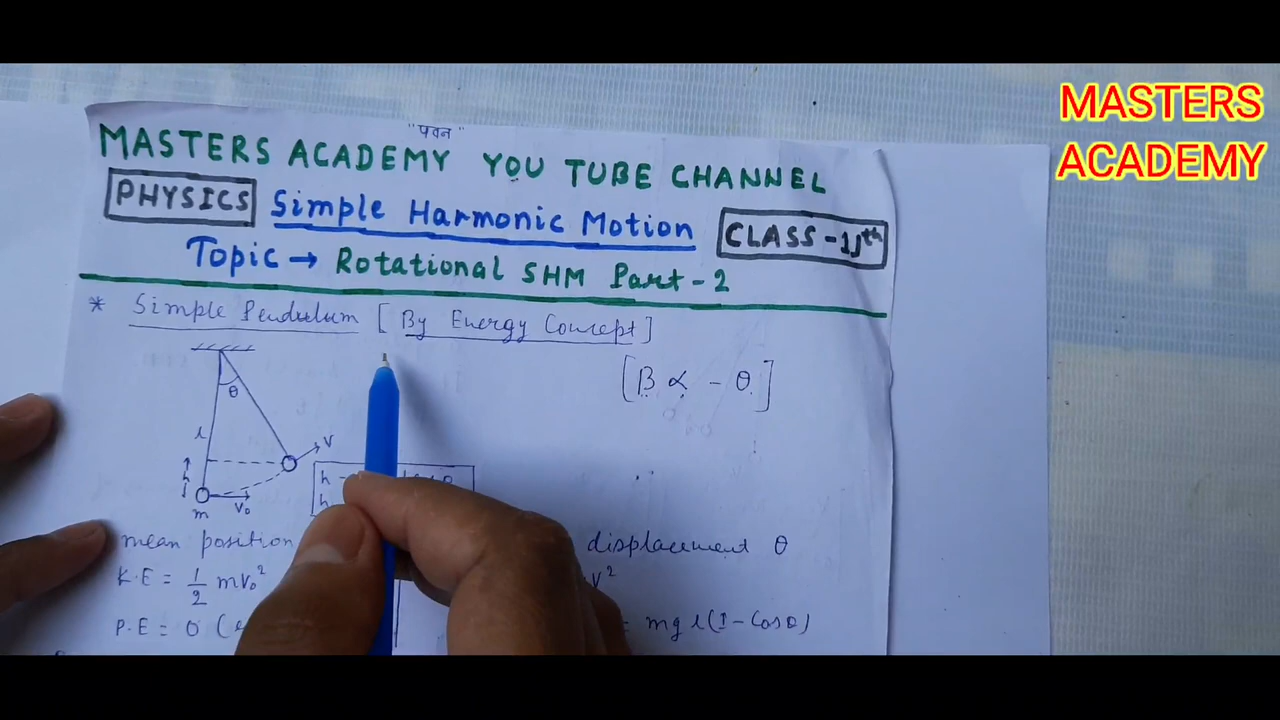 MASTERS
ACADEMY
"पवन"
MASTERS ACADEMY YOU TUBE CHANNEL
PHYSICS Simple Harmonic Motion CLASS-11th
Topic → Rotational SHM Part-2
* Simple Pendulum [By Energy Concept]
[β ∝ - θ]
θ
l
V
h
h
h
V₀
m
mean position displacement θ
K.E = 1/2 mv₀² v²
P.E = 0 = mgl(1-Cosθ)